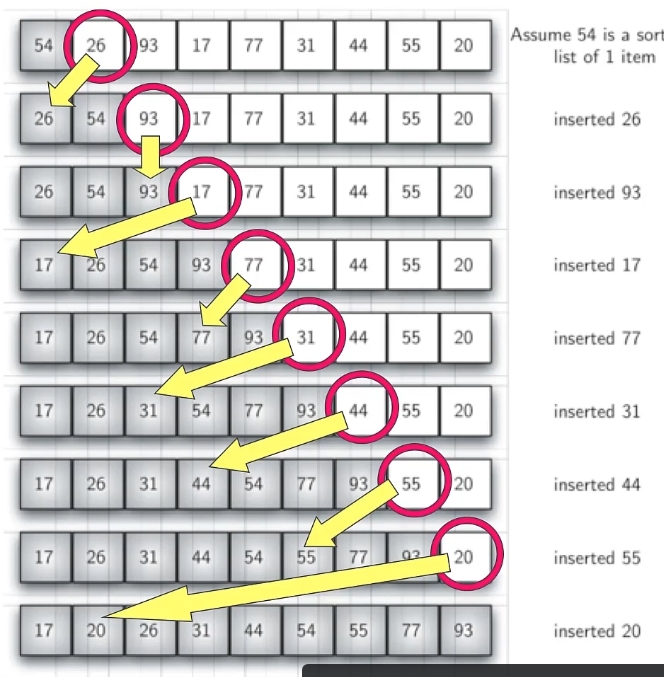 54 26 93 17 77 31 44 55 20 Assume 54 is a sort
list of 1 item
26 54 93 17 77 31 44 55 20 inserted 26
26 54 93 17 77 31 44 55 20 inserted 93
17 26 54 93 77 31 44 55 20 inserted 17
17 26 54 77 93 31 44 55 20 inserted 77
17 26 31 54 77 93 44 55 20 inserted 31
17 26 31 44 54 77 93 55 20 inserted 44
17 26 31 44 54 55 77 93 20 inserted 55
17 20 26 31 44 54 55 77 93 inserted 20